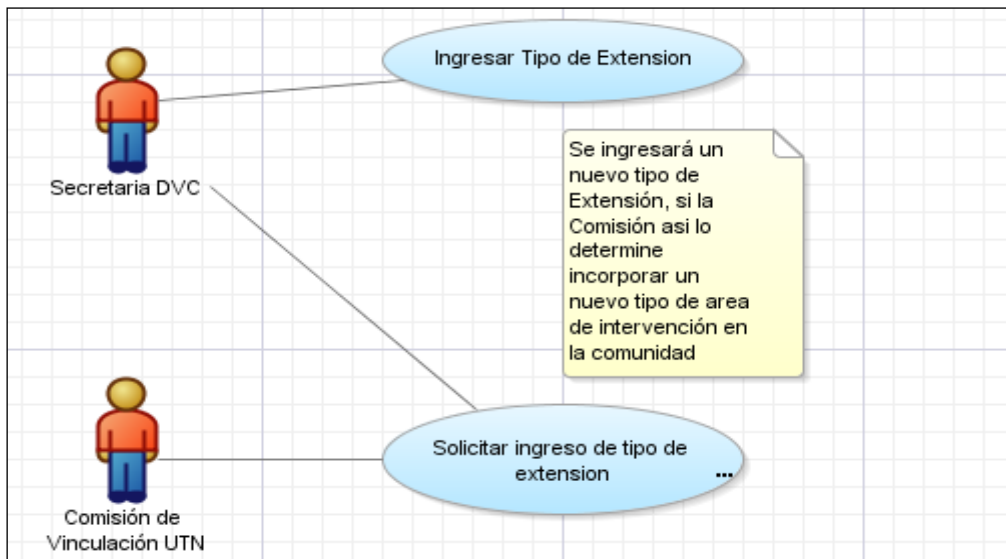 Ingresar Tipo de Extension
Secretaria DVC
Se ingresará un
nuevo tipo de
Extensión, si la
Comisión asi lo
determine
incorporar un
nuevo tipo de area
de intervención en
la comunidad
Solicitar ingreso de tipo de
extension
...
Comisión de
Vinculación UTN